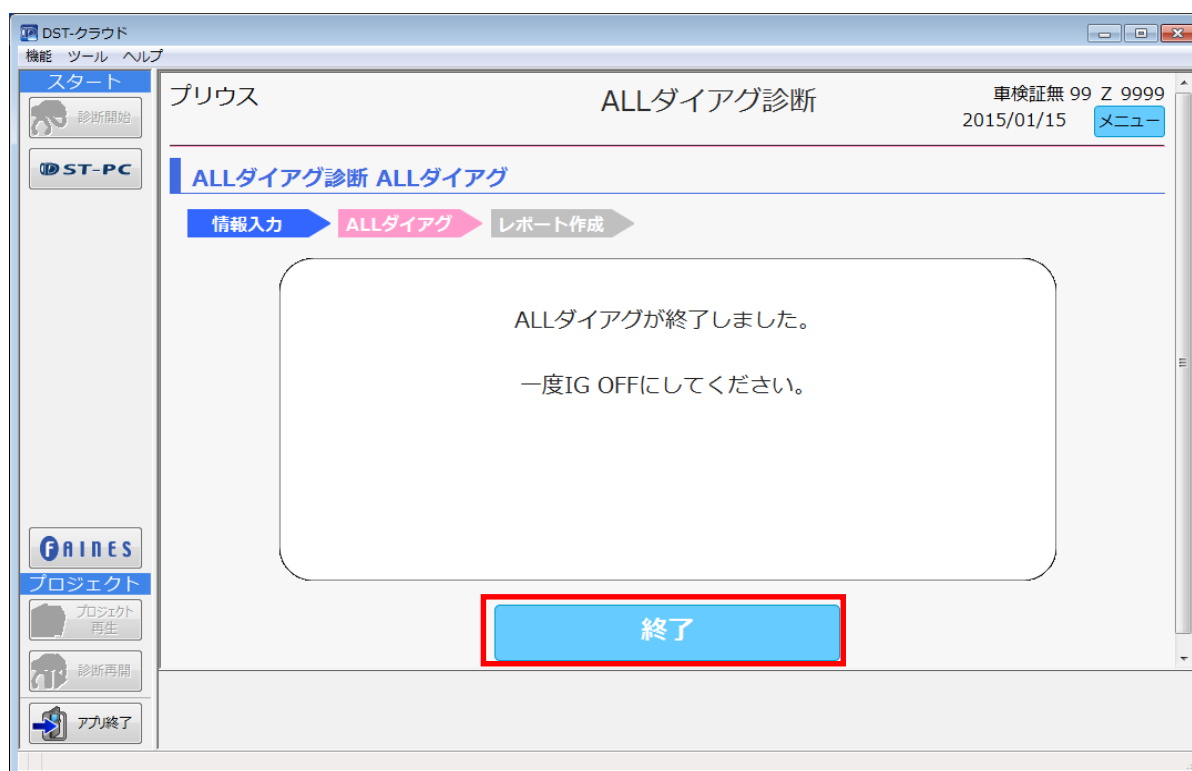 DST-クラウド
機能 ツール ヘルプ
スタート
診断開始
DST-PC
プリウス
ALLダイアグ診断
車検証無 99 Z 9999
2015/01/15
メニュー
ALLダイアグ診断 ALLダイアグ
情報入力
ALLダイアグ
レポート作成
ALLダイアグが終了しました。
一度IG OFFにしてください。
終了
FAINES
プロジェクト
プロジェクト
再生
診断再開
アプリ終了